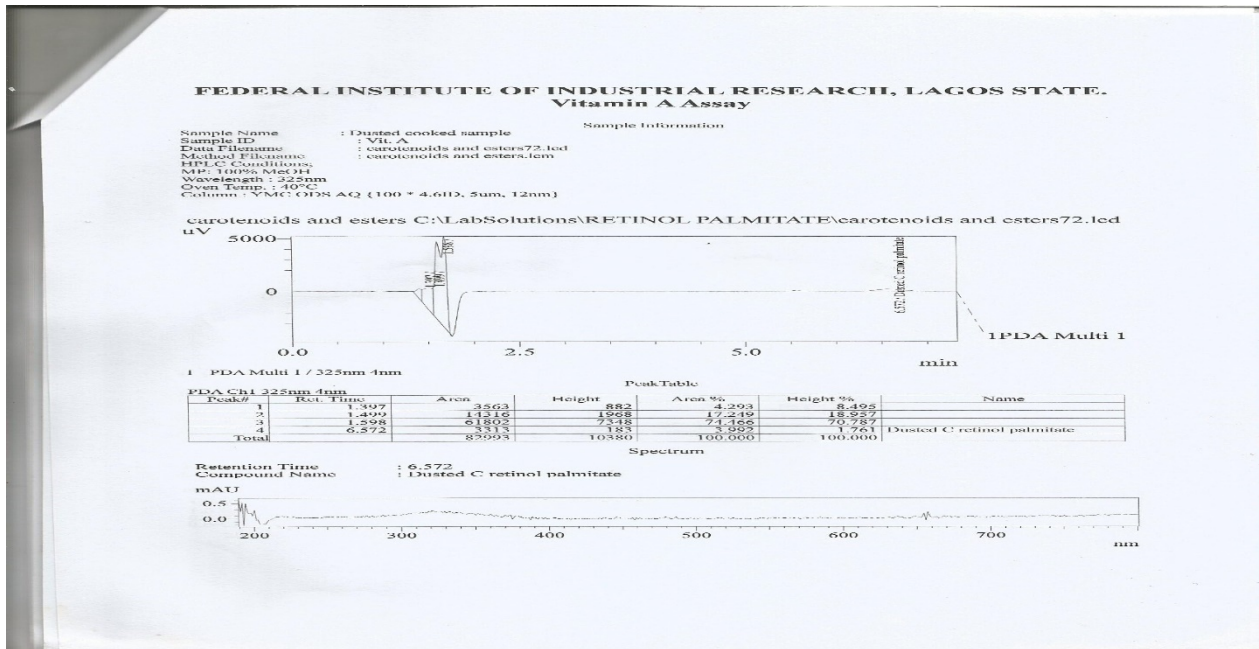 FEDERAL INSTITUTE OF INDUSTRIAL RESEARCH, LAGOS STATE.
Vitamin A Assay
Sample Information
Sample Name : Dusted cooked sample
Sample ID : Vit. A
Data Filename : carotenoids and esters72.lcd
Method Filename : carotenoids and esters.lcm
HPLC Conditions;
MP: 100% MeOH
Wavelength : 325nm
Oven Temp. : 40°C
Column : YMC ODS AQ {100 * 4.6ID, 5um, 12nm}
carotenoids and esters C:\LabSolutions\RETINOL PALMITATE\carotenoids and esters72.lcd
uV
5000
0
6.572 / Dusted C retinol palmitate
1PDA Multi 1
0.0 2.5 5.0 min
1 PDA Multi 1 / 325nm 4nm
PeakTable
PDA Ch1 325nm 4nm
Peak# Ret. Time Area Height Area % Height % Name
1 1.397 3563 882 4.293 8.495
2 1.499 14316 1968 17.249 18.957
3 1.598 61802 7348 74.466 70.787
4 6.572 3313 183 3.992 1.761 Dusted C retinol palmitate
Total 82993 10380 100.000 100.000
Spectrum
Retention Time : 6.572
Compound Name : Dusted C retinol palmitate
mAU
0.5
0.0
200 300 400 500 600 700 nm